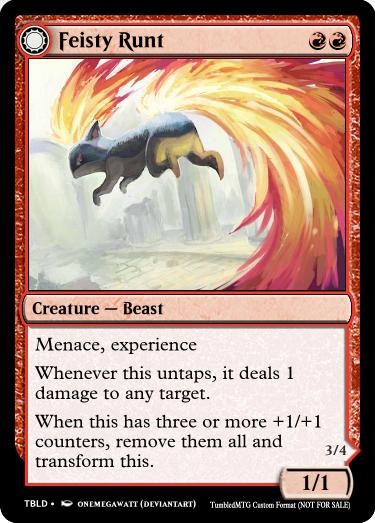 Feisty Runt
Creature — Beast
Menace, experience
Whenever this untaps, it deals 1
damage to any target.
When this has three or more +1/+1
counters, remove them all and
transform this.
3/4
1/1
TBLD • ONEMEGAWATT (DEVIANTART)
TumbledMTG Custom Format (NOT FOR SALE)